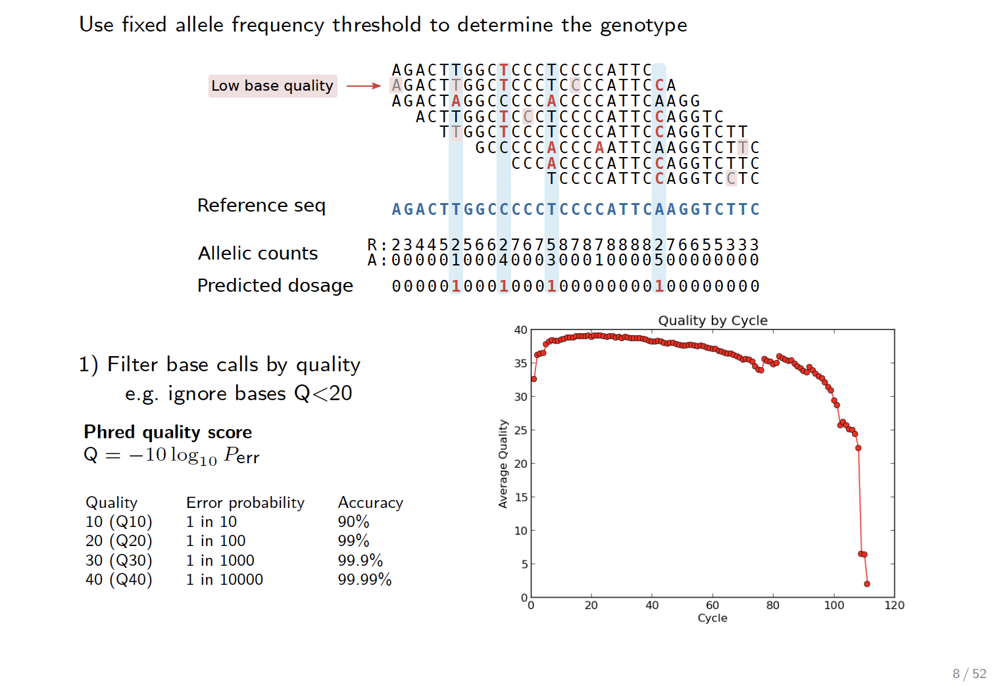 Use fixed allele frequency threshold to determine the genotype
AGACTTGGCTCCCTCCCCATTC
Low base quality
AGACTTGGCTCCCTCCCCATTCCA
AGACTAGGCCCCCACCCCATTCAAGG
ACTTGGCTCCCTCCCCATTCCAGGTC
TTGGCTCCCTCCCCATTCCAGGTCTT
GCCCCCACCCAATTCAAGGTCTTC
CCCACCCCATTCCAGGTCTTC
TCCCCATTCCAGGTCCTC
Reference seq AGACTTGGCCCCCTCCCCATTCAAGGTCTTC
Allelic counts
R:2344525662767587878888276655333
A:0000010004000300010000500000000
Predicted dosage 0000010001000100000000100000000
1) Filter base calls by quality
e.g. ignore bases Q<20
Phred quality score
Q = −10 log₁₀ Perr
Quality Error probability Accuracy
10 (Q10) 1 in 10 90%
20 (Q20) 1 in 100 99%
30 (Q30) 1 in 1000 99.9%
40 (Q40) 1 in 10000 99.99%
Quality by Cycle
40
35
30
25
20
15
10
5
0
Average Quality
0 20 40 60 80 100 120
Cycle
8 / 52